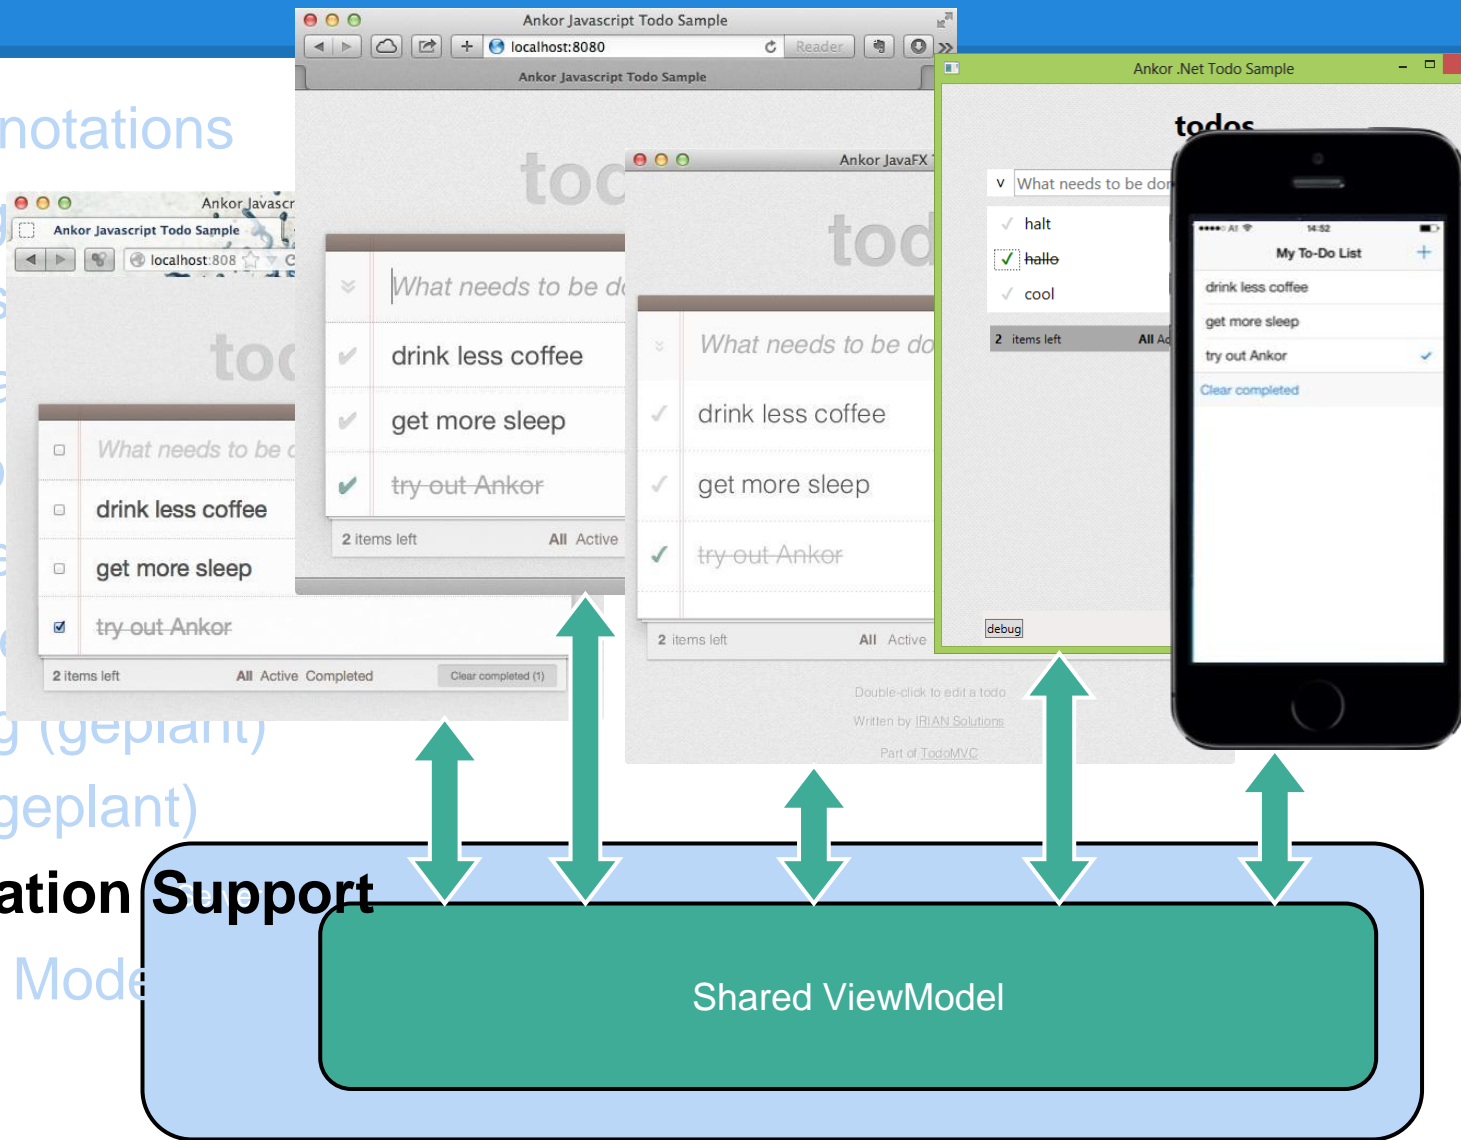 Ankor Javascript Todo Sample
localhost:8080
Reader
Ankor Javascript Todo Sample
What needs to be
drink less coffee
get more sleep
try out Ankor
2 items left
All Active
Ankor Javascript Todo Sample
localhost:808
What needs to be
drink less coffee
get more sleep
try out Ankor
2 items left
All Active Completed
Clear completed (1)
Ankor JavaFX
What needs to be do
drink less coffee
get more sleep
try out Ankor
2 items left
All Active
Double-click to edit a todo
Written by IRIAN Solutions
Part of TodoMVC
Ankor .Net Todo Sample
todos
v What needs to be don
halt
hallo
cool
2 items left
All Ac
debug
14:52
My To-Do List +
drink less coffee
get more sleep
try out Ankor
Clear completed
notations
g (geplant)
geplant)
ation Support
Mode
Server
Shared ViewModel